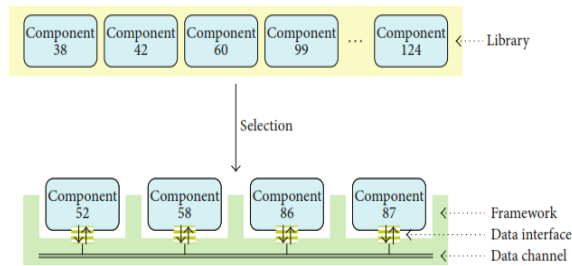 Component
38
Component
42
Component
60
Component
99
...
Component
124
Library
Selection
Component
52
Component
58
Component
86
Component
87
Framework
Data interface
Data channel